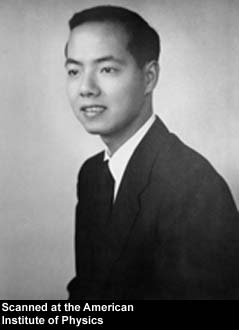 Scanned at the American
Institute of Physics